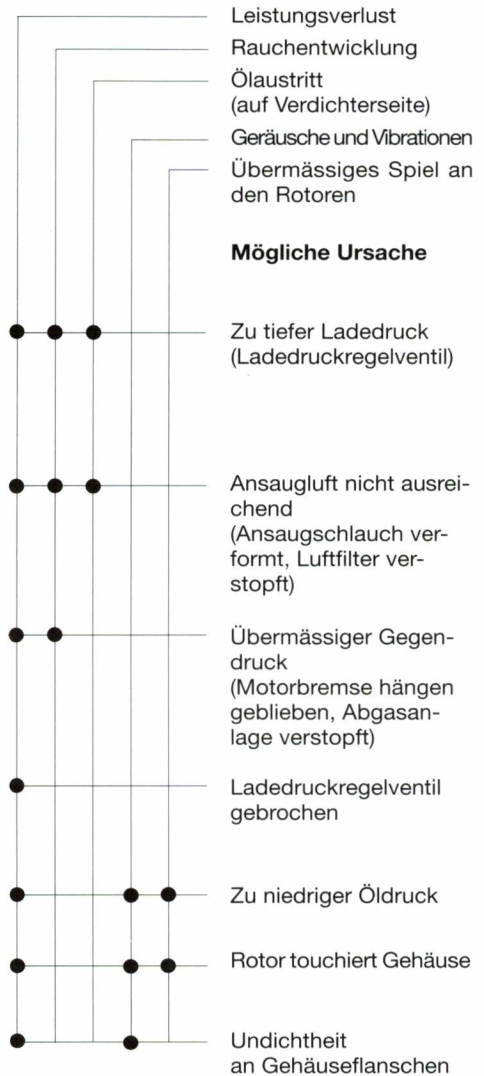 Leistungsverlust
Rauchentwicklung
Ölaustritt
(auf Verdichterseite)
Geräusche und Vibrationen
Übermässiges Spiel an
den Rotoren
Mögliche Ursache
Zu tiefer Ladedruck
(Ladedruckregelventil)
Ansaugluft nicht ausrei-
chend
(Ansaugschlauch ver-
formt, Luftfilter ver-
stopft)
Übermässiger Gegen-
druck
(Motorbremse hängen
geblieben, Abgasan-
lage verstopft)
Ladedruckregelventil
gebrochen
Zu niedriger Öldruck
Rotor touchiert Gehäuse
Undichtheit
an Gehäuseflanschen